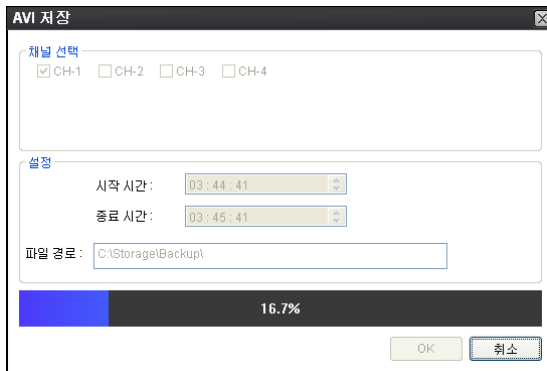 AVI 저장
채널 선택
CH-1 CH-2 CH-3 CH-4
설정
시작 시간 : 03 : 44 : 41
종료 시간 : 03 : 45 : 41
파일 경로 : C:\Storage\Backup\
16.7%
OK 취소